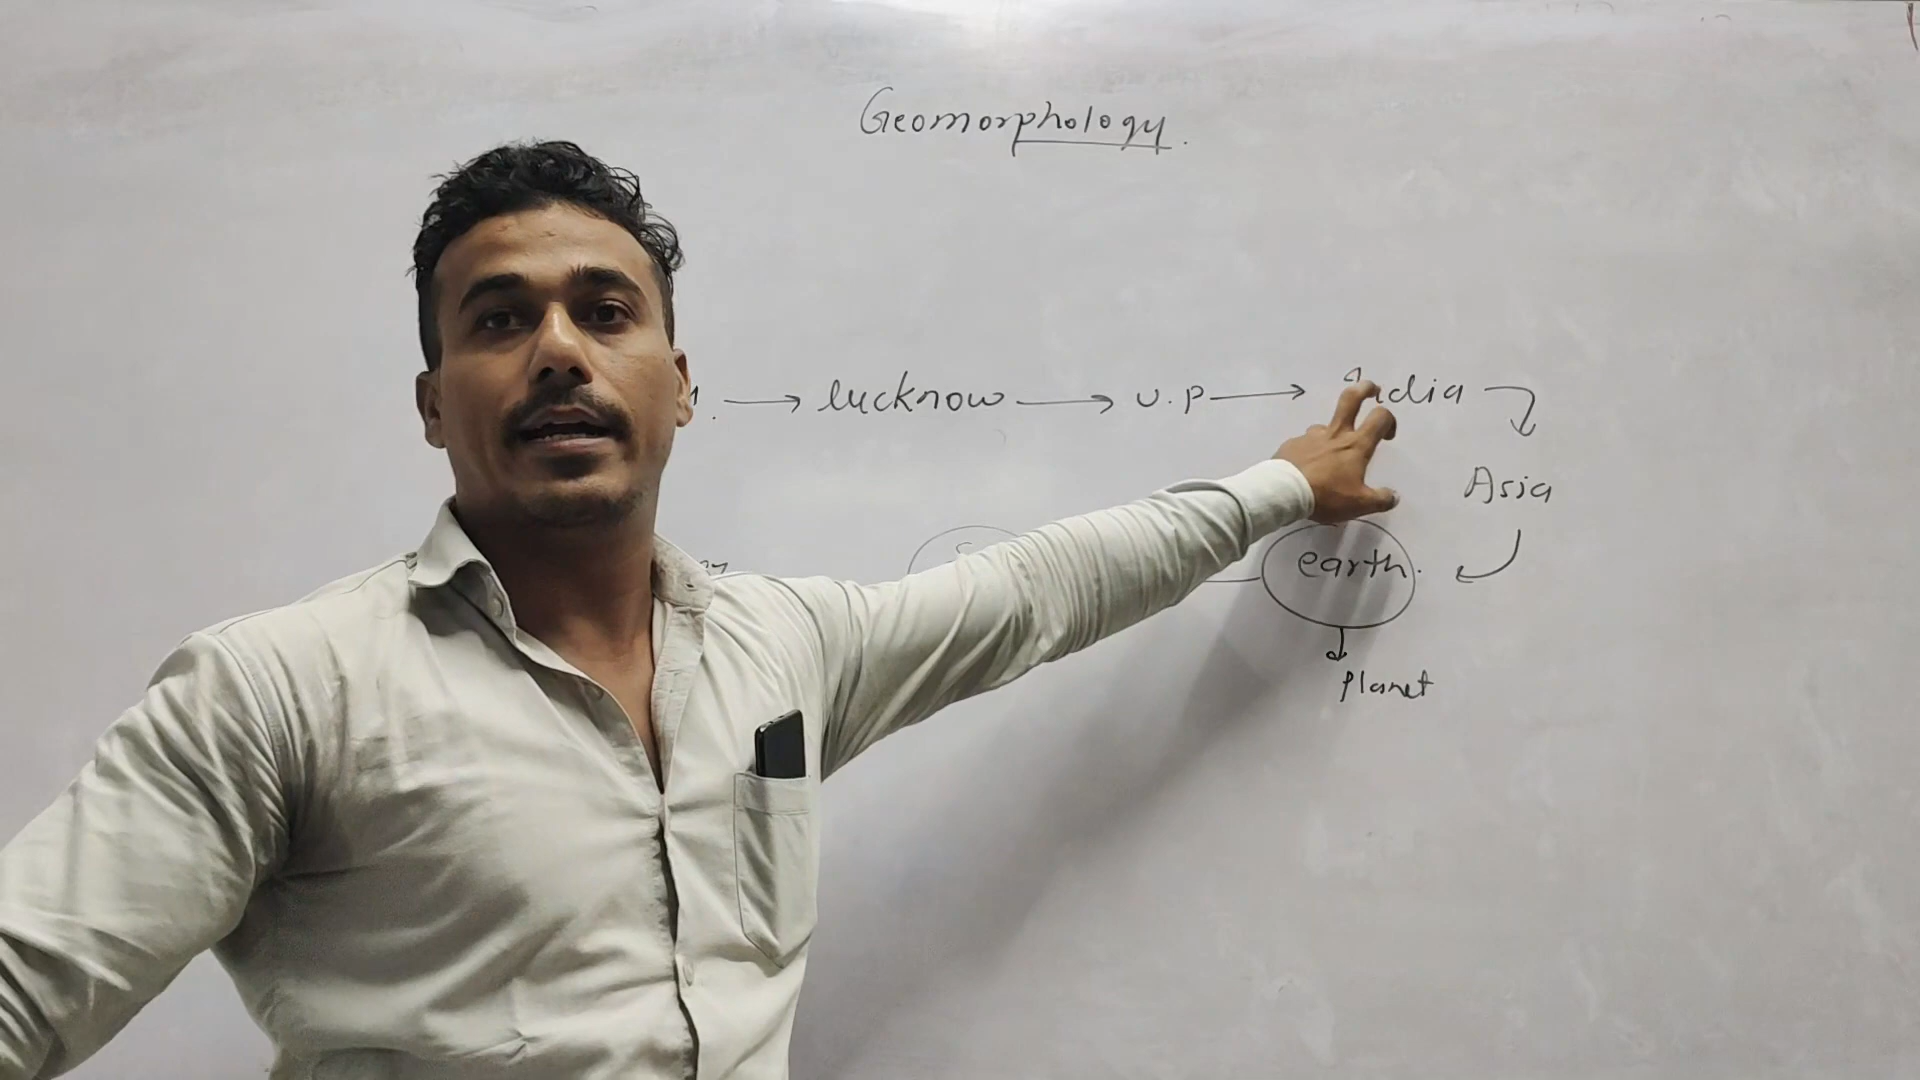 Geomorphology.
→ lucknow → U.P → India
Asia
earth.
Planet